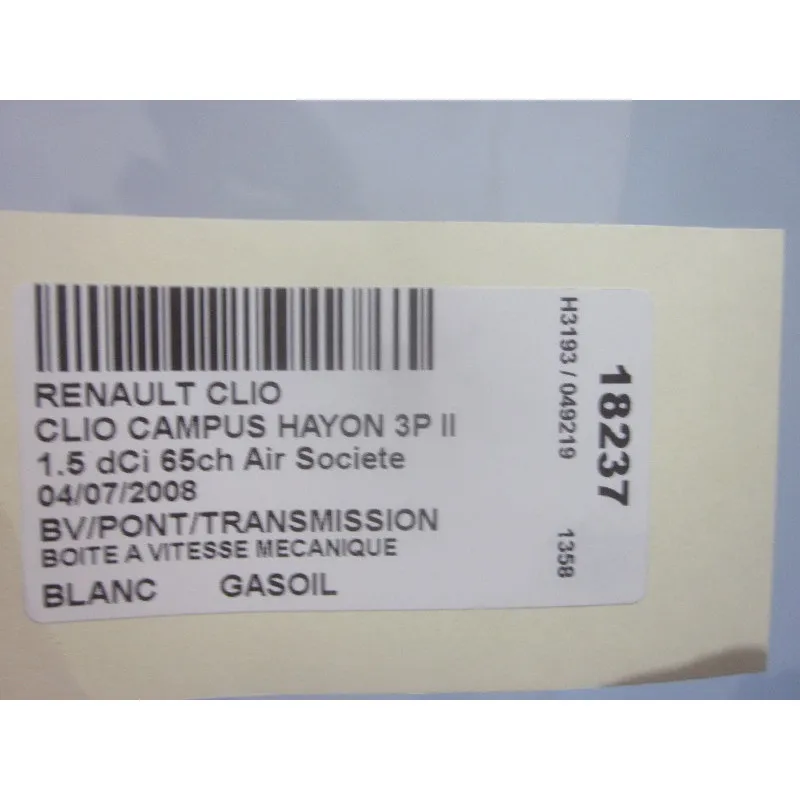 RENAULT CLIO
CLIO CAMPUS HAYON 3P II
1.5 dCi 65ch Air Societe
04/07/2008
BV/PONT/TRANSMISSION
BOITE A VITESSE MECANIQUE
BLANC GASOIL
H3193 / 049219 1358
18237